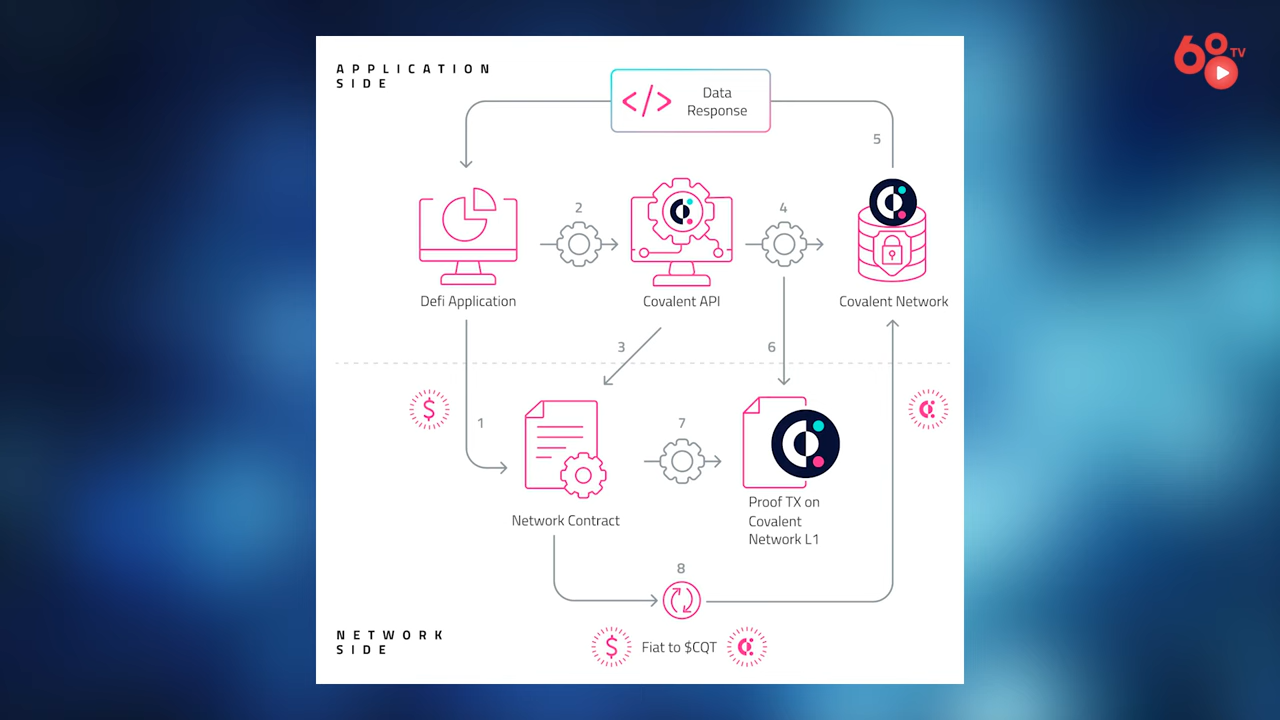 APPLICATION
SIDE
</>
Data
Response
5
2
4
Defi Application
Covalent API
Covalent Network
3
6
$
1
7
Network Contract
Proof TX on
Covalent
Network L1
8
NETWORK
SIDE
$
Fiat to $CQT
68
TV